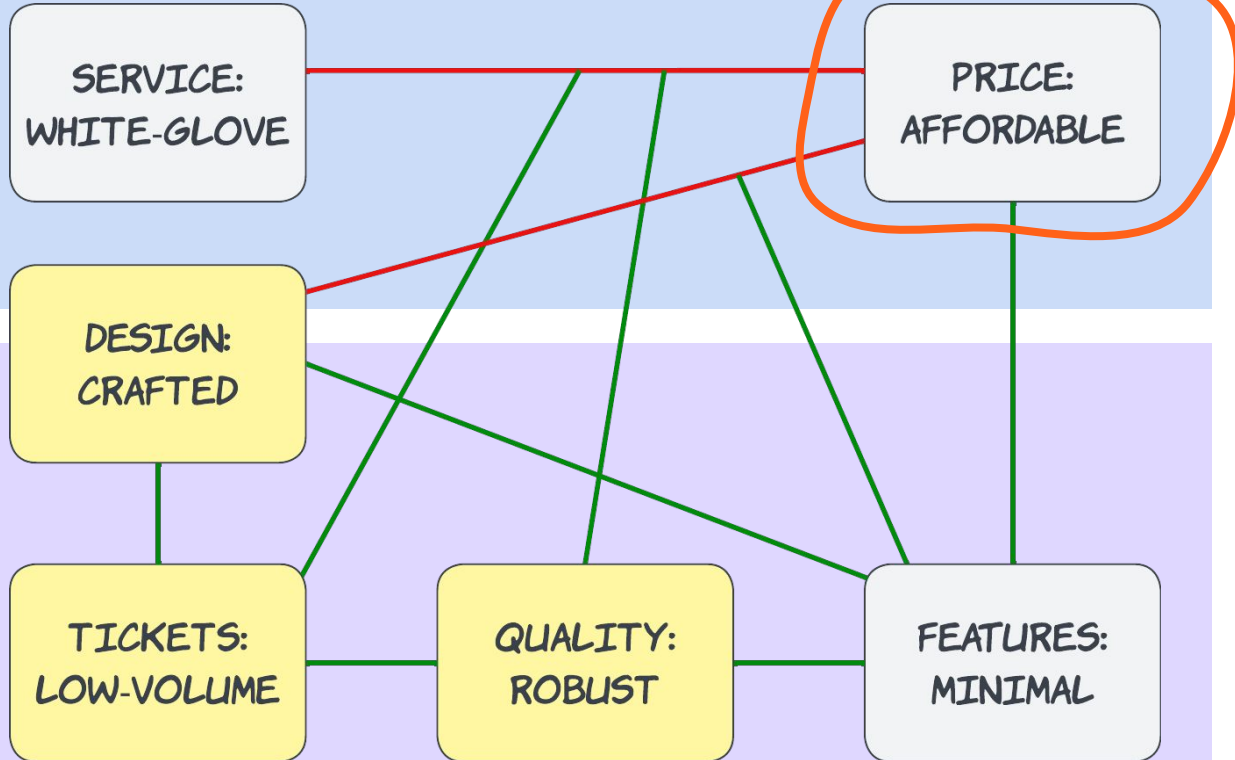 SERVICE:
WHITE-GLOVE
PRICE:
AFFORDABLE
DESIGN:
CRAFTED
TICKETS:
LOW-VOLUME
QUALITY:
ROBUST
FEATURES:
MINIMAL